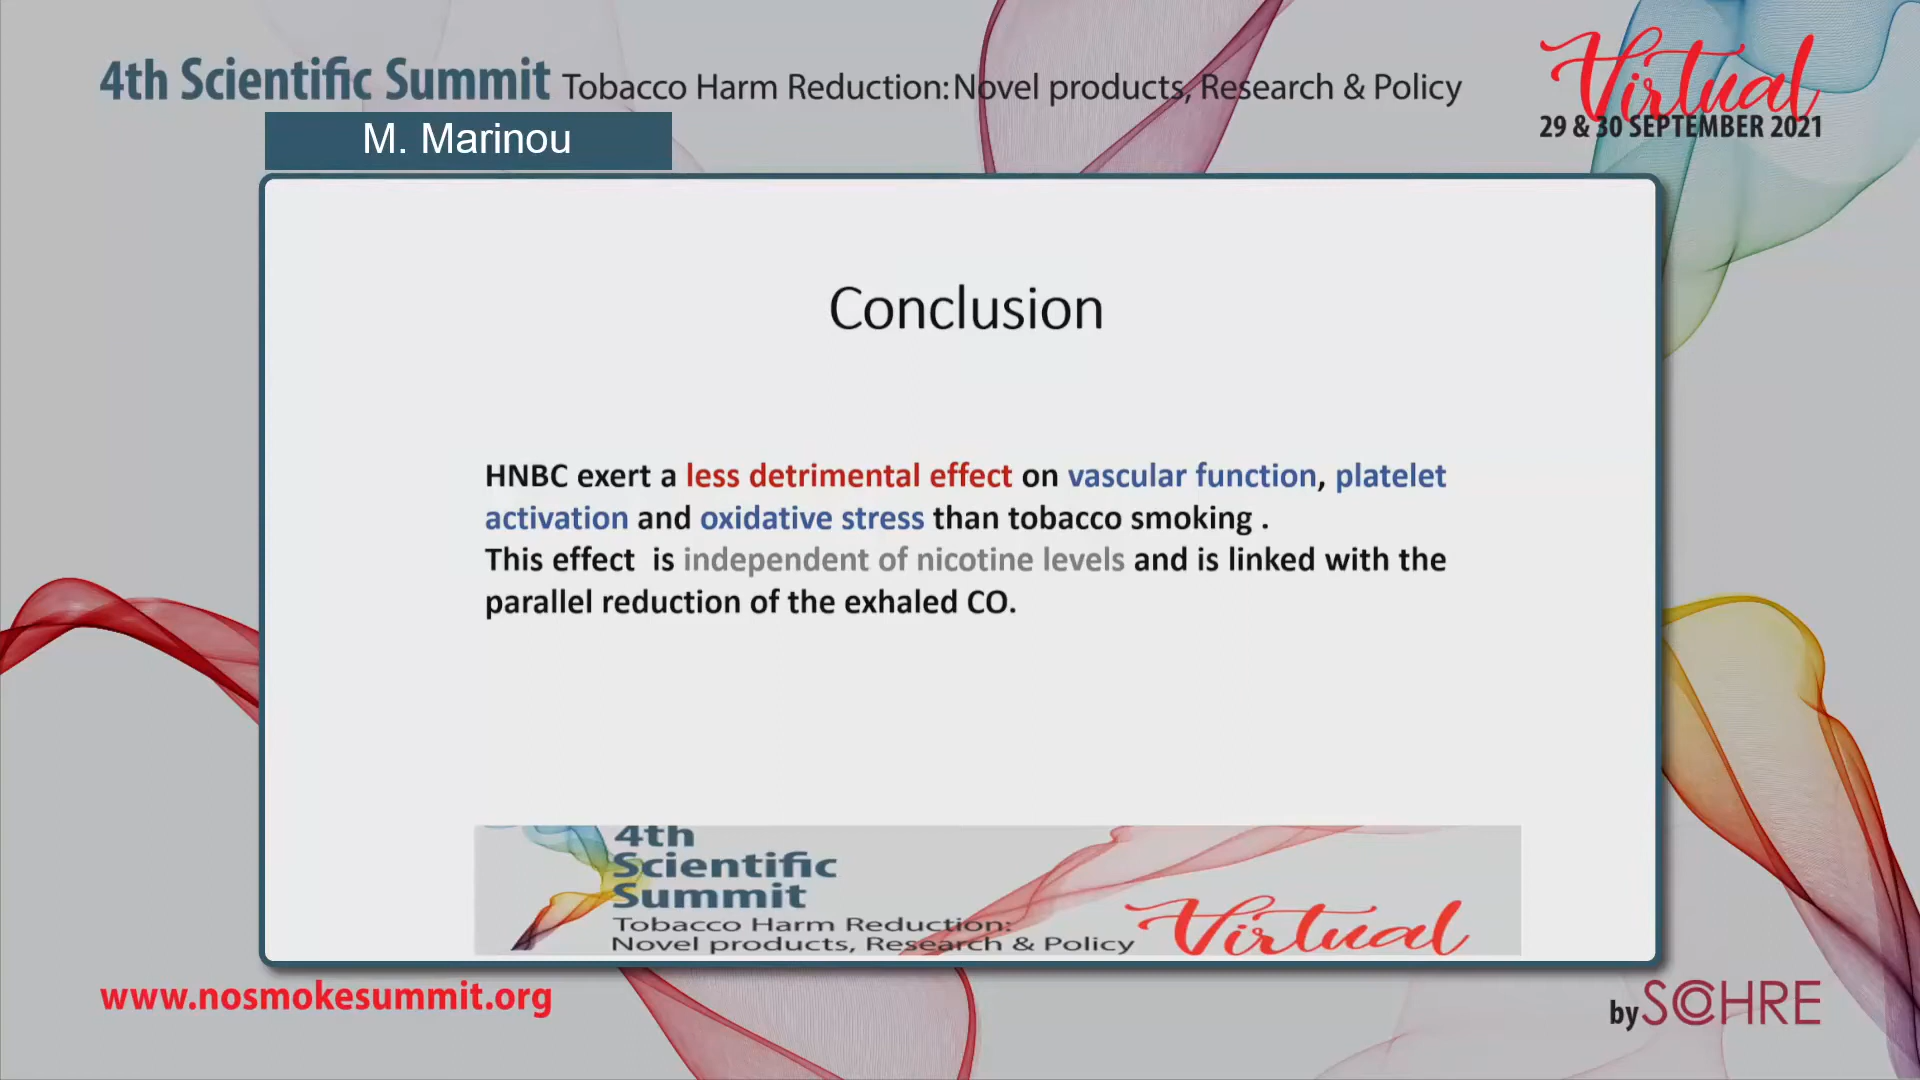 4th Scientific Summit Tobacco Harm Reduction: Novel products, Research & Policy
Virtual
29 & 30 SEPTEMBER 2021
M. Marinou
Conclusion
HNBC exert a less detrimental effect on vascular function, platelet
activation and oxidative stress than tobacco smoking .
This effect is independent of nicotine levels and is linked with the
parallel reduction of the exhaled CO.
4th
Scientific
Summit
Tobacco Harm Reduction:
Novel products, Research & Policy
Virtual
www.nosmokesummit.org
by SCOHRE